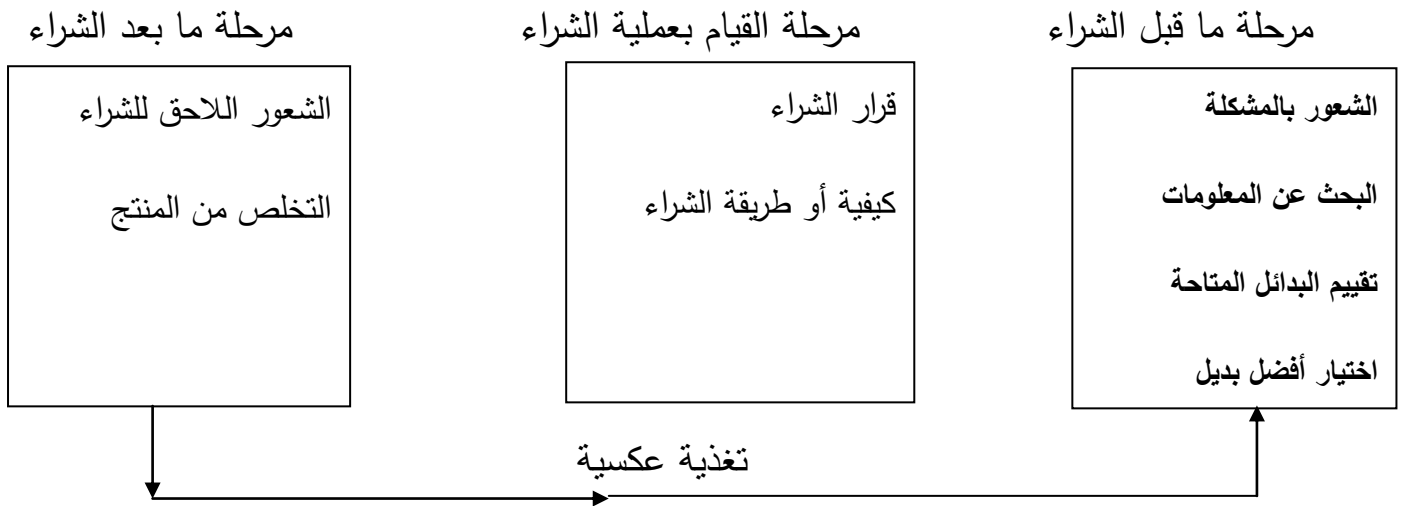 مرحلة ما قبل الشراء
الشعور بالمشكلة
البحث عن المعلومات
تقييم البدائل المتاحة
اختيار أفضل بديل
مرحلة القيام بعملية الشراء
قرار الشراء
كيفية أو طريقة الشراء
مرحلة ما بعد الشراء
الشعور اللاحق للشراء
التخلص من المنتج
تغذية عكسية